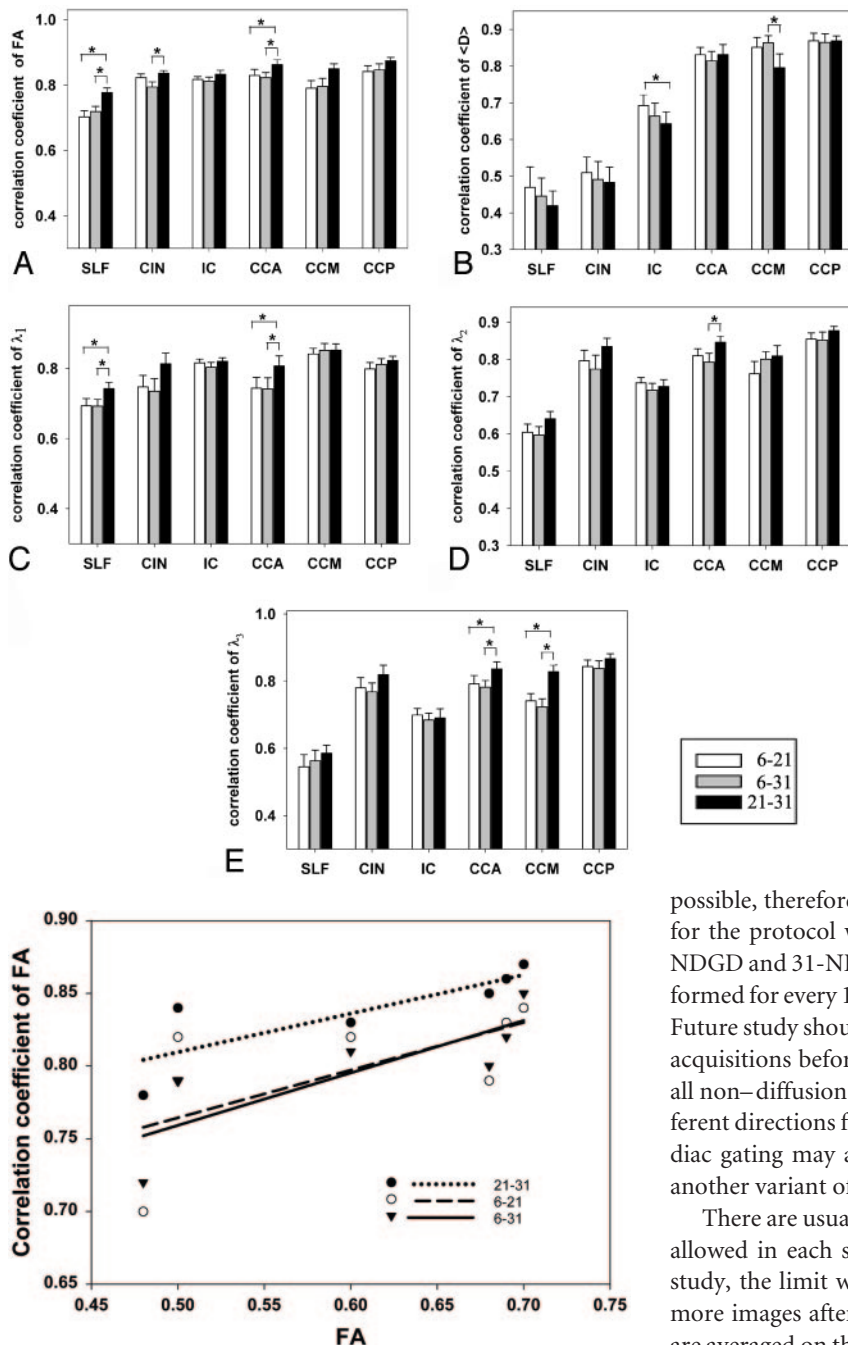 correlation coeficient of FA
1.0
0.8
0.6
0.4
* * * * *
SLF CIN IC CCA CCM CCP
A
correlation coefficient of <D>
0.9
0.8
0.7
0.6
0.5
0.4
0.3
* *
SLF CIN IC CCA CCM CCP
B
correlation coeficient of λ1
0.8
0.6
0.4
* * * *
SLF CIN IC CCA CCM CCP
C
correlation coefficient of λ2
0.9
0.8
0.7
0.6
0.5
0.4
0.3
*
SLF CIN IC CCA CCM CCP
D
correlation coeficient of λ3
1.0
0.8
0.6
0.4
* * * *
SLF CIN IC CCA CCM CCP
E
6-21
6-31
21-31
Correlation coefficient of FA
0.90
0.85
0.80
0.75
0.70
0.65
21-31
6-21
6-31
0.45 0.50 0.55 0.60 0.65 0.70 0.75
FA
possible, therefore
for the protocol
NDGD and 31-
formed for every
Future study shou
acquisitions befor
all non–diffusion
ferent directions f
diac gating may a
another variant of
There are usua
allowed in each s
study, the limit w
more images after
are averaged on th